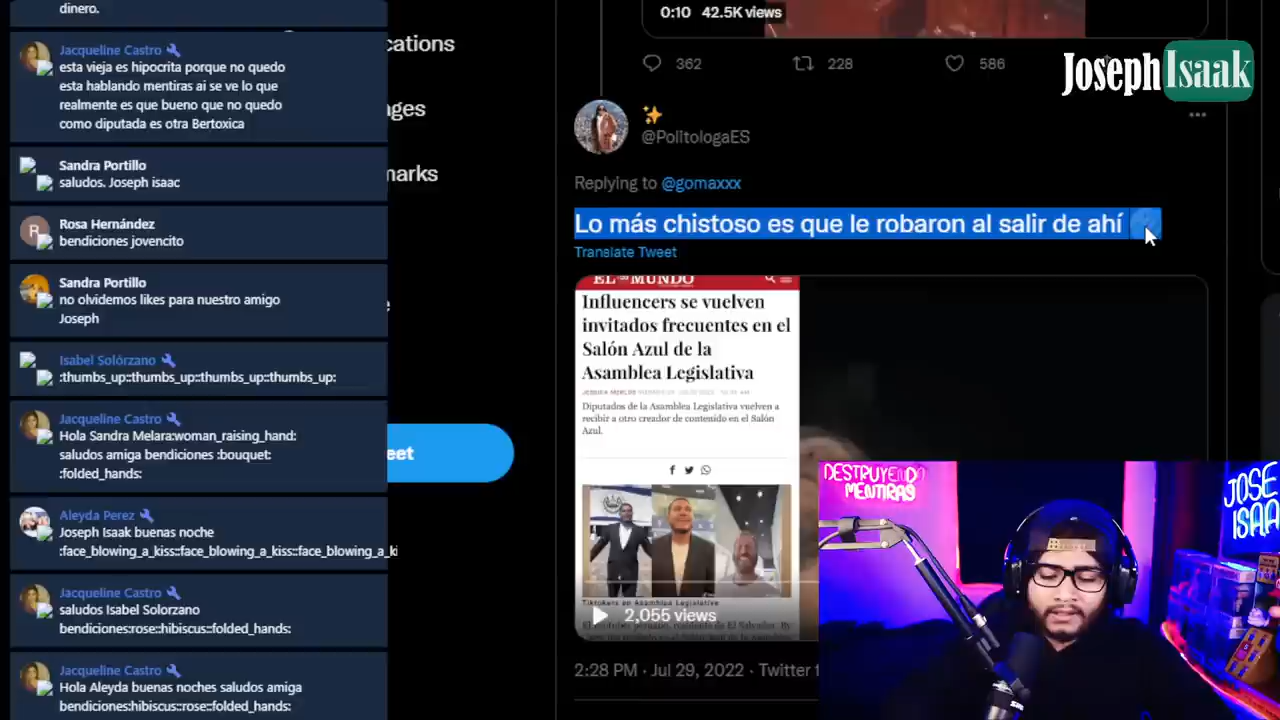 dinero.
Jacqueline Castro
esta vieja es hipocrita porque no quedo
esta hablando mentiras ai se ve lo que
realmente es que bueno que no quedo
como diputada es otra Bertoxica
Sandra Portillo
saludos. Joseph isaac
R
Rosa Hernández
bendiciones jovencito
Sandra Portillo
no olvidemos likes para nuestro amigo
Joseph
Isabel Solórzano
:thumbs_up::thumbs_up::thumbs_up::thumbs_up:
Jacqueline Castro
Hola Sandra Melara:woman_raising_hand:
saludos amiga bendiciones :bouquet:
:folded_hands:
Aleyda Perez
Joseph Isaak buenas noche
:face_blowing_a_kiss::face_blowing_a_kiss::face_blowing_a_ki
Jacqueline Castro
saludos Isabel Solorzano
bendiciones:rose::hibiscus::folded_hands:
Jacqueline Castro
Hola Aleyda buenas noches saludos amiga
bendiciones:hibiscus::rose::folded_hands:
cations
ges
narks
eet
0:10 42.5K views
362 228 586
Joseph Isaak
@PolitologaES
Replying to @gomaxxx
Lo más chistoso es que le robaron al salir de ahí
Translate Tweet
EL MUNDO
Influencers se vuelven
invitados frecuentes en el
Salón Azul de la
Asamblea Legislativa
Diputados de la Asamblea Legislativa vuelven a
recibir a otro creador de contenido en el Salón
Azul.
Tiktokers en Asamblea Legislativa
2,055 views
2:28 PM · Jul 29, 2022 · Twitter f
DESTRUYENDO
MENTIRAS
JOSE
ISAA